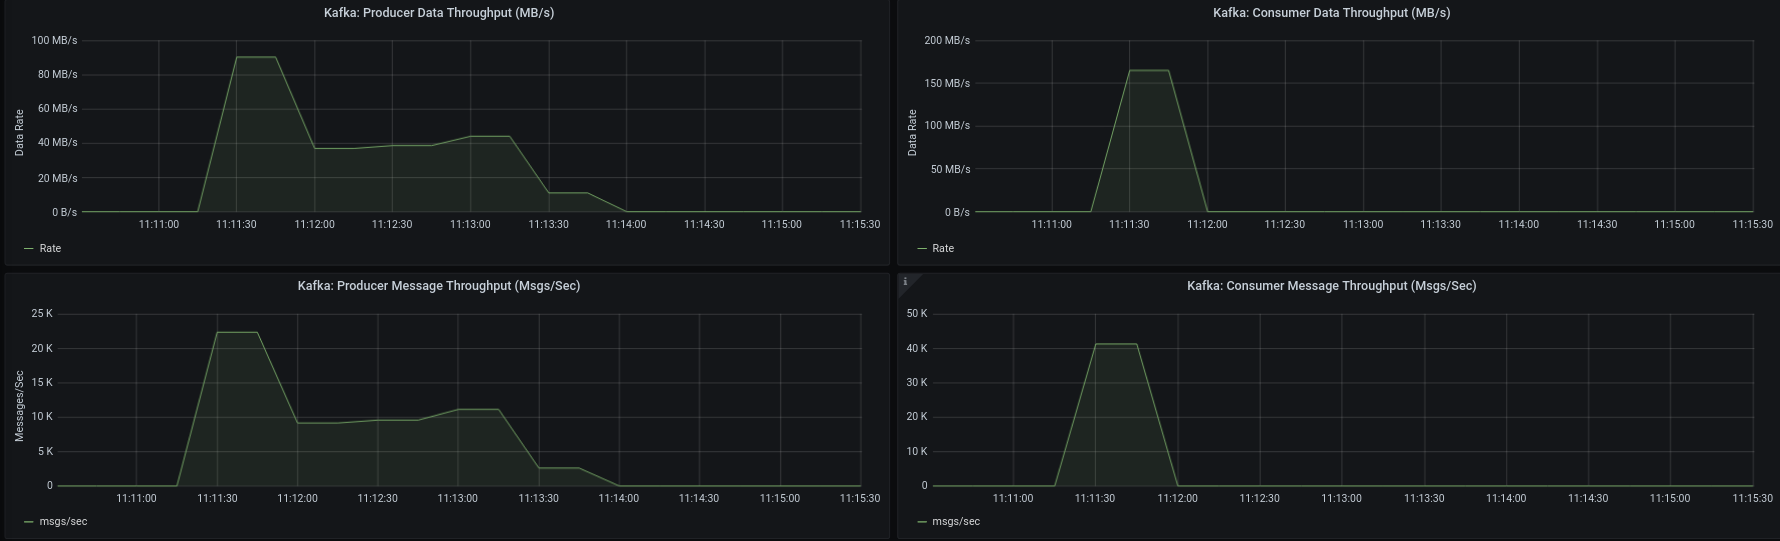 Kafka: Producer Data Throughput (MB/s)
100 MB/s
80 MB/s
60 MB/s
40 MB/s
20 MB/s
0 B/s
Data Rate
11:11:00 11:11:30 11:12:00 11:12:30 11:13:00 11:13:30 11:14:00 11:14:30 11:15:00 11:15:30
Rate
Kafka: Consumer Data Throughput (MB/s)
200 MB/s
150 MB/s
100 MB/s
50 MB/s
0 B/s
Data Rate
11:11:00 11:11:30 11:12:00 11:12:30 11:13:00 11:13:30 11:14:00 11:14:30 11:15:00 11:15:30
Rate
Kafka: Producer Message Throughput (Msgs/Sec)
25 K
20 K
15 K
10 K
5 K
0
Messages/Sec
11:11:00 11:11:30 11:12:00 11:12:30 11:13:00 11:13:30 11:14:00 11:14:30 11:15:00 11:15:30
msgs/sec
i
Kafka: Consumer Message Throughput (Msgs/Sec)
50 K
40 K
30 K
20 K
10 K
0
11:11:00 11:11:30 11:12:00 11:12:30 11:13:00 11:13:30 11:14:00 11:14:30 11:15:00 11:15:30
msgs/sec